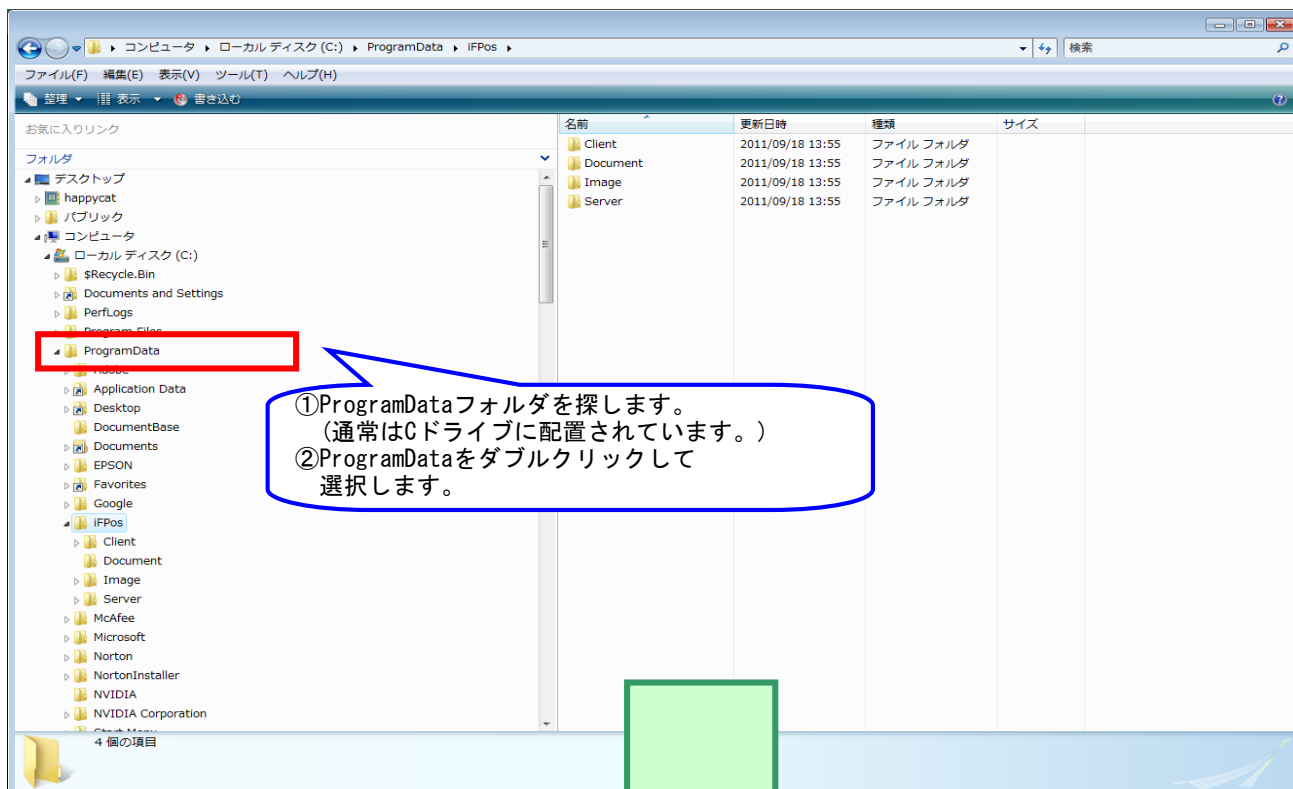 コンピュータ ローカル ディスク (C:) ProgramData iFPos
検索
ファイル(F) 編集(E) 表示(V) ツール(T) ヘルプ(H)
整理 表示 書き込む
お気に入りリンク
フォルダ
デスクトップ
happycat
パブリック
コンピュータ
ローカル ディスク (C:)
$Recycle.Bin
Documents and Settings
PerfLogs
Program Files
ProgramData
Adobe
Application Data
Desktop
DocumentBase
Documents
EPSON
Favorites
Google
iFPos
Client
Document
Image
Server
McAfee
Microsoft
Norton
NortonInstaller
NVIDIA
NVIDIA Corporation
Start Menu
名前 更新日時 種類 サイズ
Client 2011/09/18 13:55 ファイル フォルダ
Document 2011/09/18 13:55 ファイル フォルダ
Image 2011/09/18 13:55 ファイル フォルダ
Server 2011/09/18 13:55 ファイル フォルダ
①ProgramDataフォルダを探します。
(通常はCドライブに配置されています。)
②ProgramDataをダブルクリックして
選択します。
4 個の項目